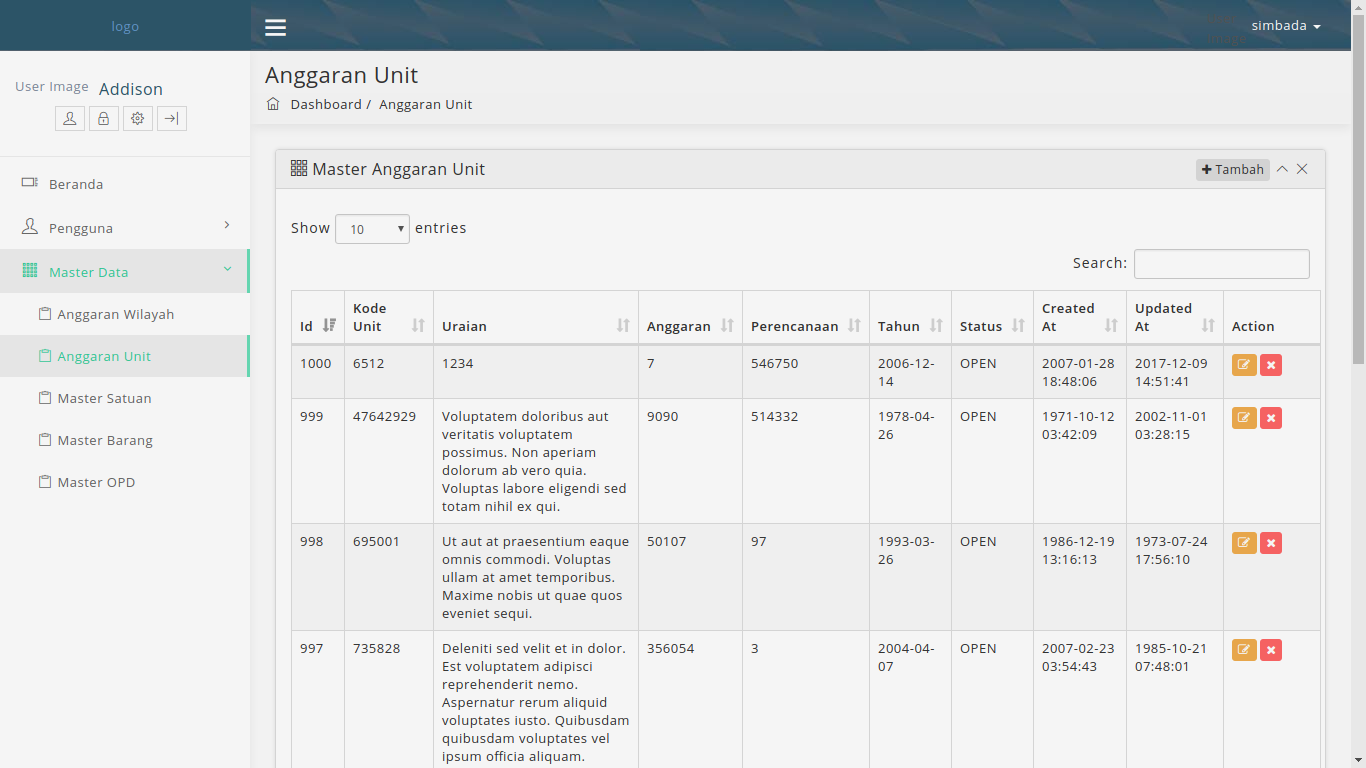 logo
simbada
User Image Addison
Beranda
Pengguna
Master Data
Anggaran Wilayah
Anggaran Unit
Master Satuan
Master Barang
Master OPD
Anggaran Unit
Dashboard / Anggaran Unit
Master Anggaran Unit
Tambah
Show 10 entries
Search:
Id Kode Unit Uraian Anggaran Perencanaan Tahun Status Created At Updated At Action
1000 6512 1234 7 546750 2006-12-14 OPEN 2007-01-28 18:48:06 2017-12-09 14:51:41
999 47642929 Voluptatem doloribus aut 9090 514332 1978-04-26 OPEN 1971-10-12 03:42:09 2002-11-01 03:28:15
veritatis voluptatem
possimus. Non aperiam
dolorum ab vero quia.
Voluptas labore eligendi sed
totam nihil ex qui.
998 695001 Ut aut at praesentium eaque 50107 97 1993-03-26 OPEN 1986-12-19 13:16:13 1973-07-24 17:56:10
omnis commodi. Voluptas
ullam at amet temporibus.
Maxime nobis ut quae quos
eveniet sequi.
997 735828 Deleniti sed velit et in dolor. 356054 3 2004-04-07 OPEN 2007-02-23 03:54:43 1985-10-21 07:48:01
Est voluptatem adipisci
reprehenderit nemo.
Aspernatur rerum aliquid
voluptates iusto. Quibusdam
quibusdam voluptates vel
ipsum officia aliquam.